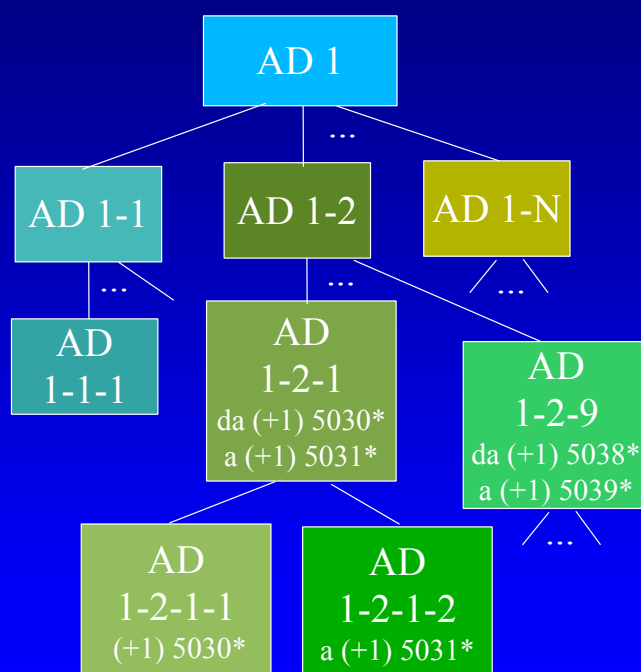 AD 1
...
AD 1-1
AD 1-2
AD 1-N
...
...
...
AD
1-1-1
AD
1-2-1
da (+1) 5030*
a (+1) 5031*
AD
1-2-9
da (+1) 5038*
a (+1) 5039*
...
AD
1-2-1-1
(+1) 5030*
AD
1-2-1-2
a (+1) 5031*